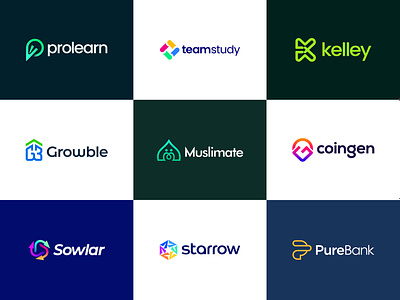 prolearn
teamstudy
kelley
Growble
Muslimate
coingen
Sowlar
starrow
PureBank